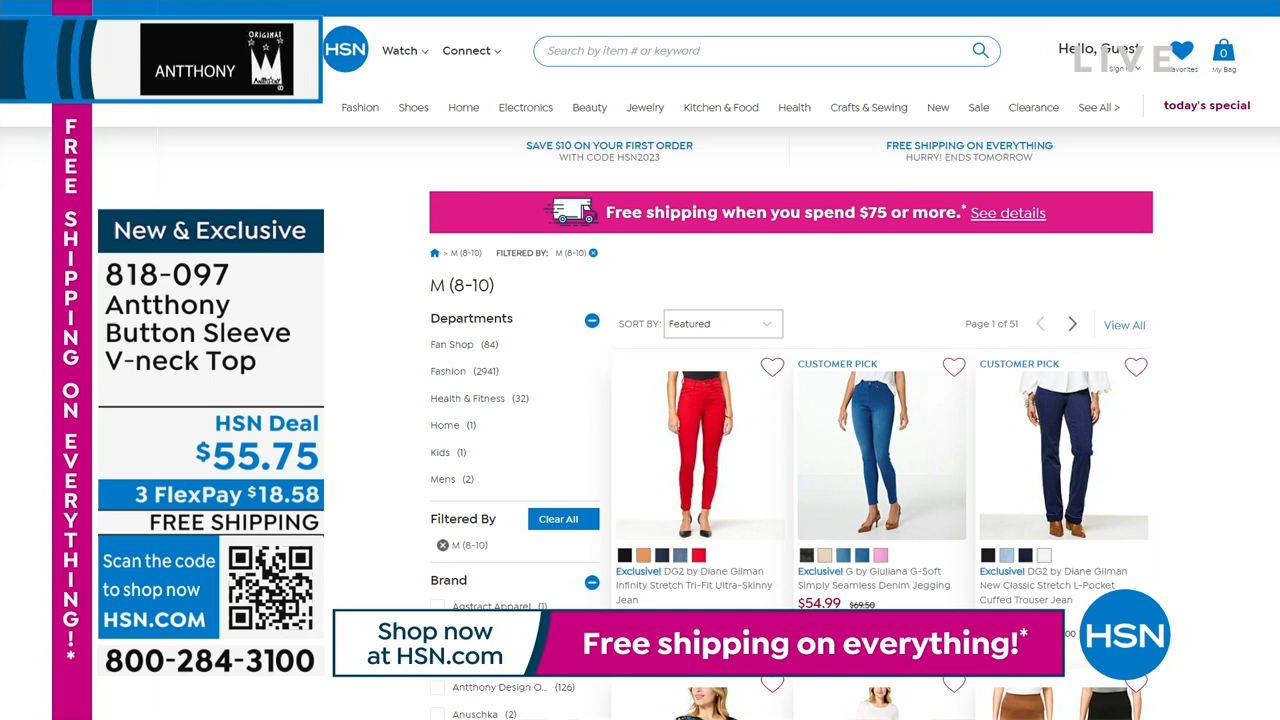 ANTTHONY
ORIGINAL
HSN
Watch
Connect
Search by item # or keyword
Hello, Guest
LIVE
Favorites
0
My Bag
Fashion
Shoes
Home
Electronics
Beauty
Jewelry
Kitchen & Food
Health
Crafts & Sewing
New
Sale
Clearance
See All >
today's special
SAVE $10 ON YOUR FIRST ORDER
WITH CODE HSN2023
FREE SHIPPING ON EVERYTHING
HURRY! ENDS TOMORROW
FREE SHIPPING ON EVERYTHING!*
Free shipping when you spend $75 or more.* See details
> M (8-10)
FILTERED BY:
M (8-10)
M (8-10)
New & Exclusive
818-097
Antthony
Button Sleeve
V-neck Top
HSN Deal
$55.75
3 FlexPay $18.58
FREE SHIPPING
Scan the code
to shop now
HSN.COM
800-284-3100
Departments
Fan Shop (84)
Fashion (2941)
Health & Fitness (32)
Home (1)
Kids (1)
Mens (2)
Filtered By
Clear All
M (8-10)
Brand
Agstract Apparel (1)
Antthony Design O... (126)
Anuschka (2)
SORT BY:
Featured
Page 1 of 51
View All
Exclusive! DG2 by Diane Gilman
Infinity Stretch Tri-Fit Ultra-Skinny
Jean
CUSTOMER PICK
Exclusive! G by Giuliana G-Soft
Simply Seamless Denim Jegging
$54.99 $69.50
CUSTOMER PICK
Exclusive! DG2 by Diane Gilman
New Classic Stretch L-Pocket
Cuffed Trouser Jean
Shop now
at HSN.com
Free shipping on everything!*
HSN